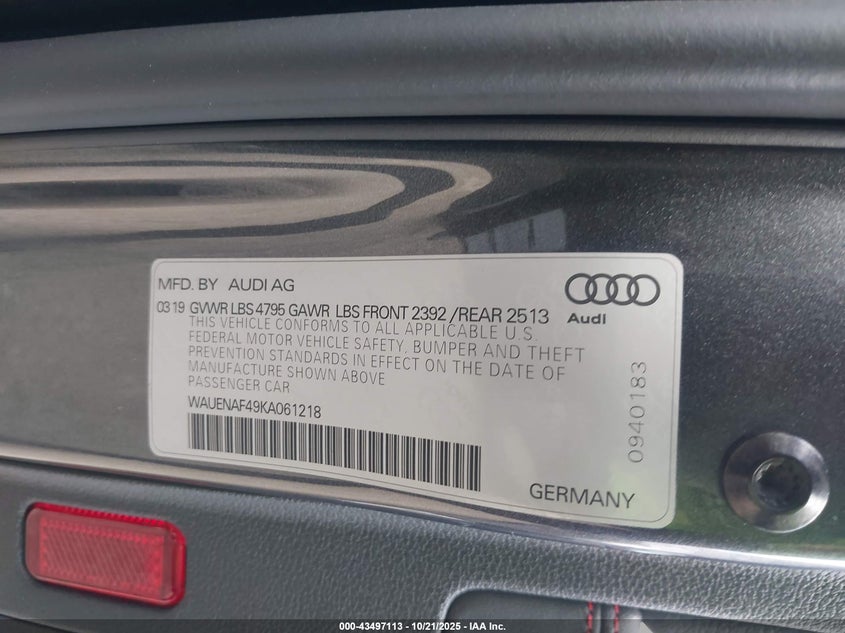 MFD. BY AUDI AG
Audi
03 19 GVWR LBS 4795 GAWR LBS FRONT 2392 /REAR 2513
THIS VEHICLE CONFORMS TO ALL APPLICABLE U.S.
FEDERAL MOTOR VEHICLE SAFETY, BUMPER AND THEFT
PREVENTION STANDARDS IN EFFECT ON THE DATE OF
MANUFACTURE SHOWN ABOVE
PASSENGER CAR
WAUENAF49KA061218
0940183
GERMANY
000-43497113 - 10/21/2025 - IAA Inc.